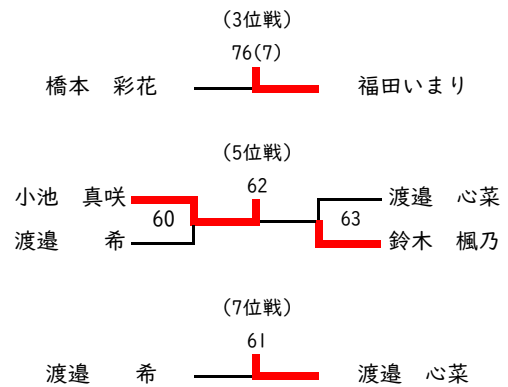 (3位戦)
76(7)
橋本 彩花 福田いまり
(5位戦)
62
小池 真咲 渡邉 心菜
60 63
渡邉 希 鈴木 楓乃
(7位戦)
61
渡邉 希 渡邉 心菜